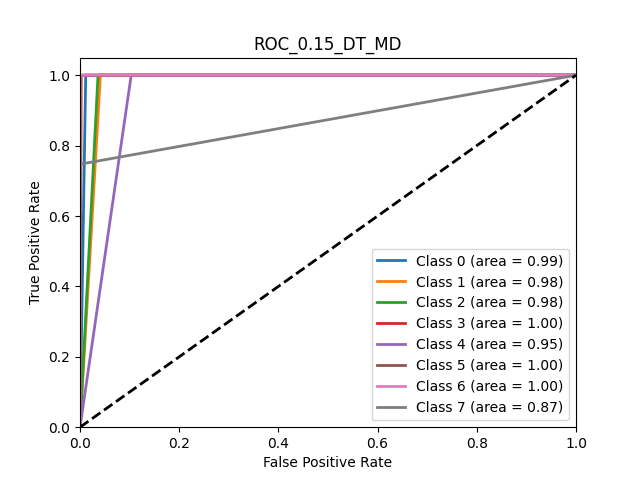 ROC_0.15_DT_MD
True Positive Rate
1.0
0.8
0.6
0.4
0.2
0.0
Class 0 (area = 0.99)
Class 1 (area = 0.98)
Class 2 (area = 0.98)
Class 3 (area = 1.00)
Class 4 (area = 0.95)
Class 5 (area = 1.00)
Class 6 (area = 1.00)
Class 7 (area = 0.87)
0.0 0.2 0.4 0.6 0.8 1.0
False Positive Rate